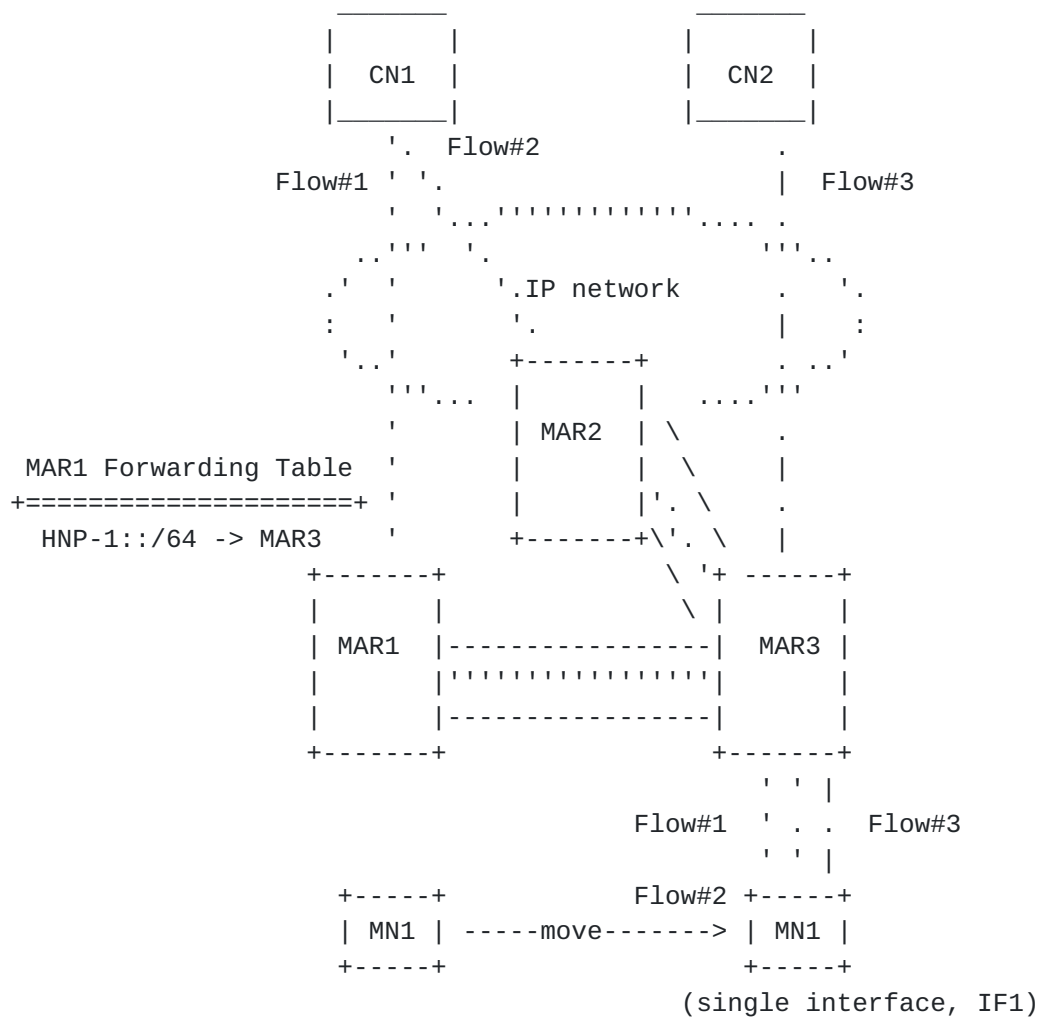 CN1 CN2
Flow#2
Flow#1 Flow#3
IP network
MAR2
MAR1 Forwarding Table
HNP-1::/64 -> MAR3
MAR1 MAR3
Flow#1 Flow#3
Flow#2
MN1 -----move-------> MN1
(single interface, IF1)